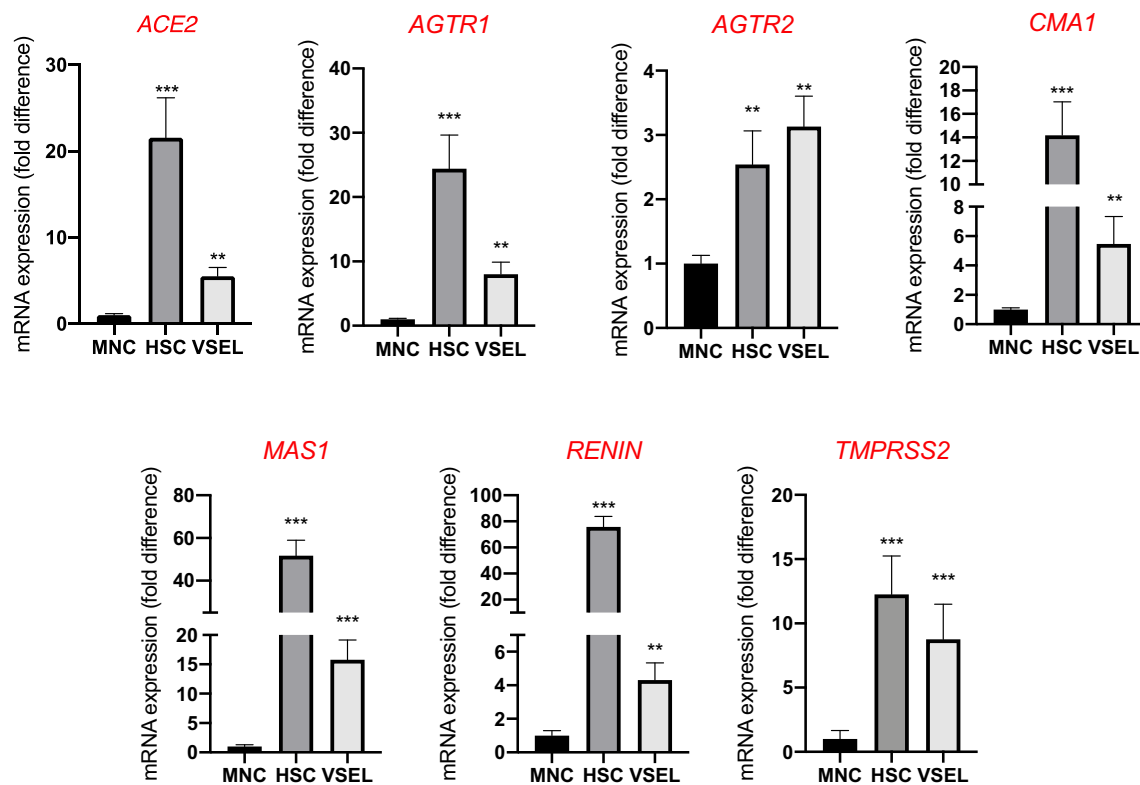 ACE2
mRNA expression (fold difference)
30
20
10
0
***
**
MNC HSC VSEL
AGTR1
mRNA expression (fold difference)
40
30
20
10
0
***
**
MNC HSC VSEL
AGTR2
mRNA expression (fold difference)
4
3
2
1
0
**
**
MNC HSC VSEL
CMA1
mRNA expression (fold difference)
20
18
16
14
12
10
8
6
4
2
0
***
**
MNC HSC VSEL
MAS1
mRNA expression (fold difference)
80
60
40
20
15
10
5
0
***
***
MNC HSC VSEL
RENIN
mRNA expression (fold difference)
100
80
60
40
20
6
4
2
0
***
**
MNC HSC VSEL
TMPRSS2
mRNA expression (fold difference)
20
15
10
5
0
***
***
MNC HSC VSEL